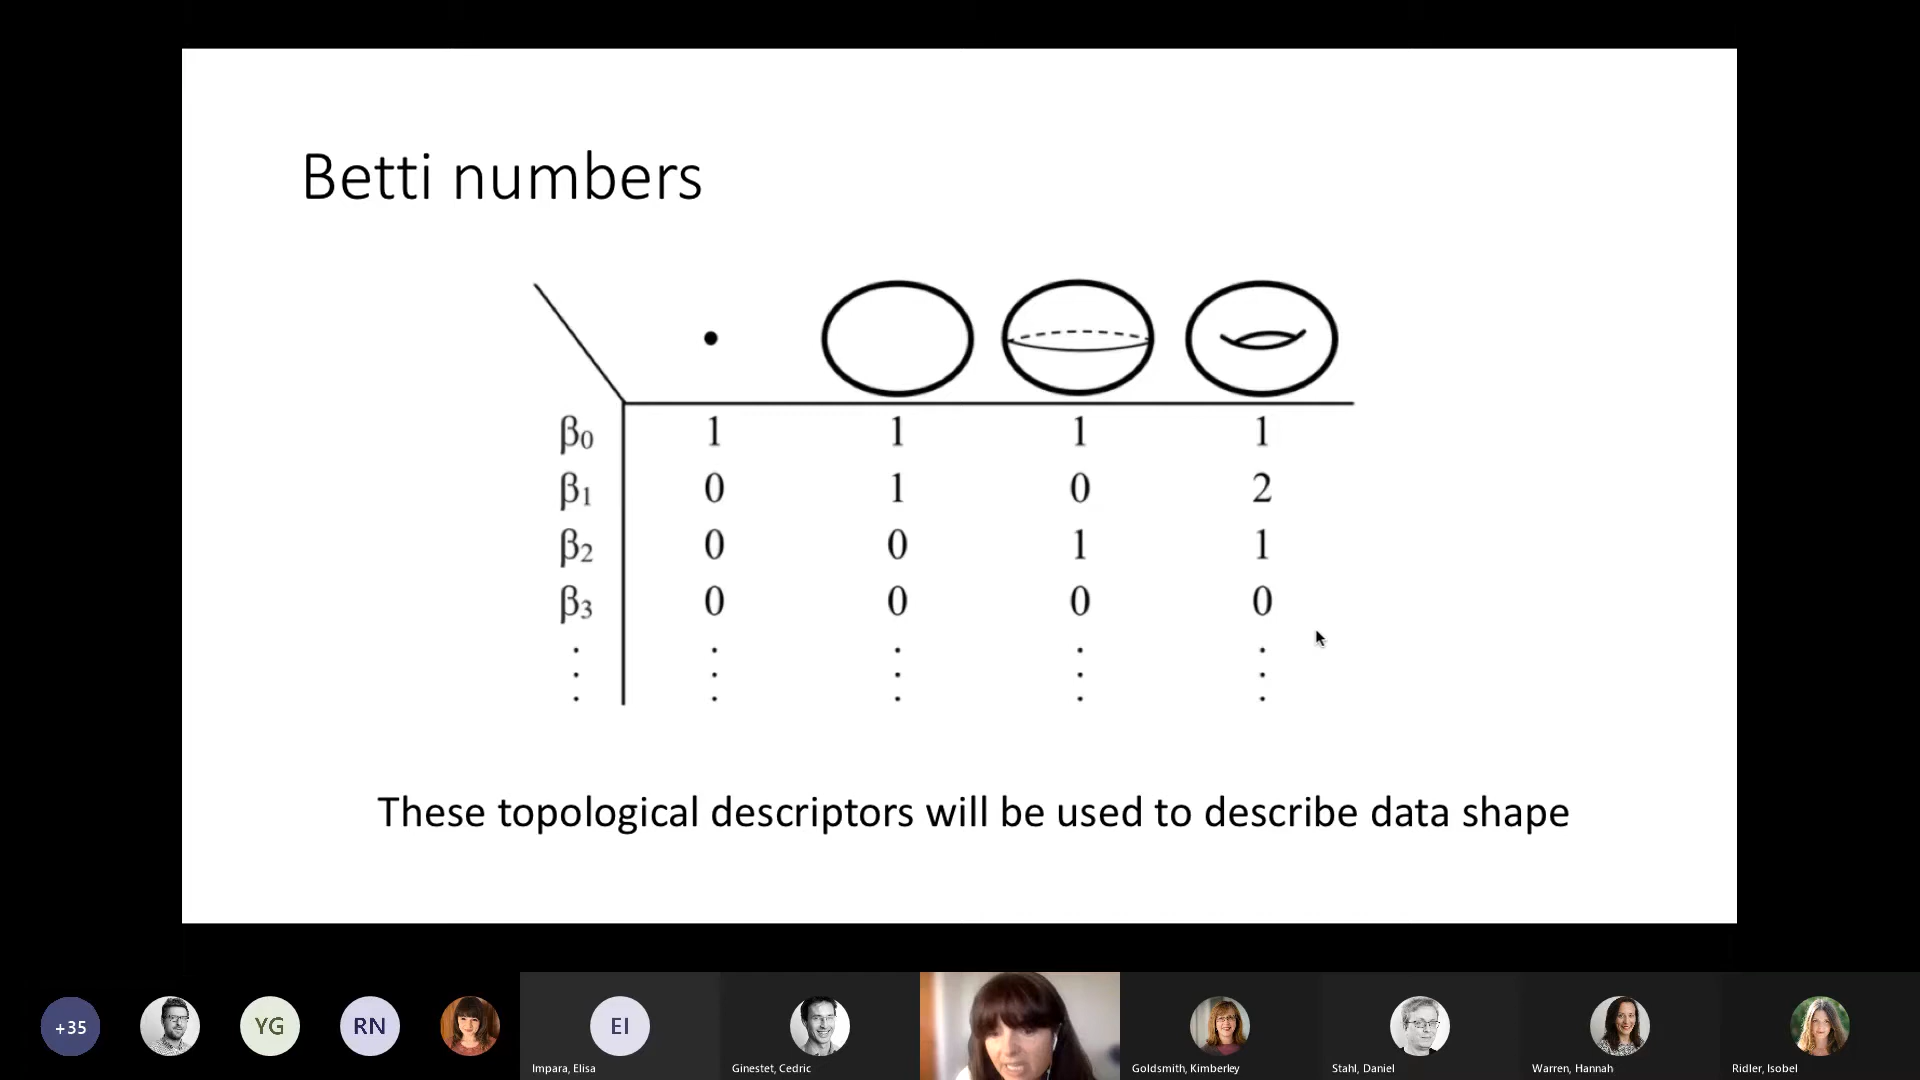 Betti numbers
β0 1 1 1 1
β1 0 1 0 2
β2 0 0 1 1
β3 0 0 0 0
These topological descriptors will be used to describe data shape
+35
YG
RN
EI
Impara, Elisa
Ginestet, Cedric
Goldsmith, Kimberley
Stahl, Daniel
Warren, Hannah
Ridler, Isobel